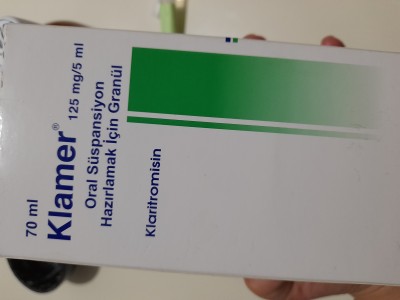 70 ml
Klamer® 125 mg/5 ml
Oral Süspansiyon
Hazırlamak İçin Granül
Klaritromisin